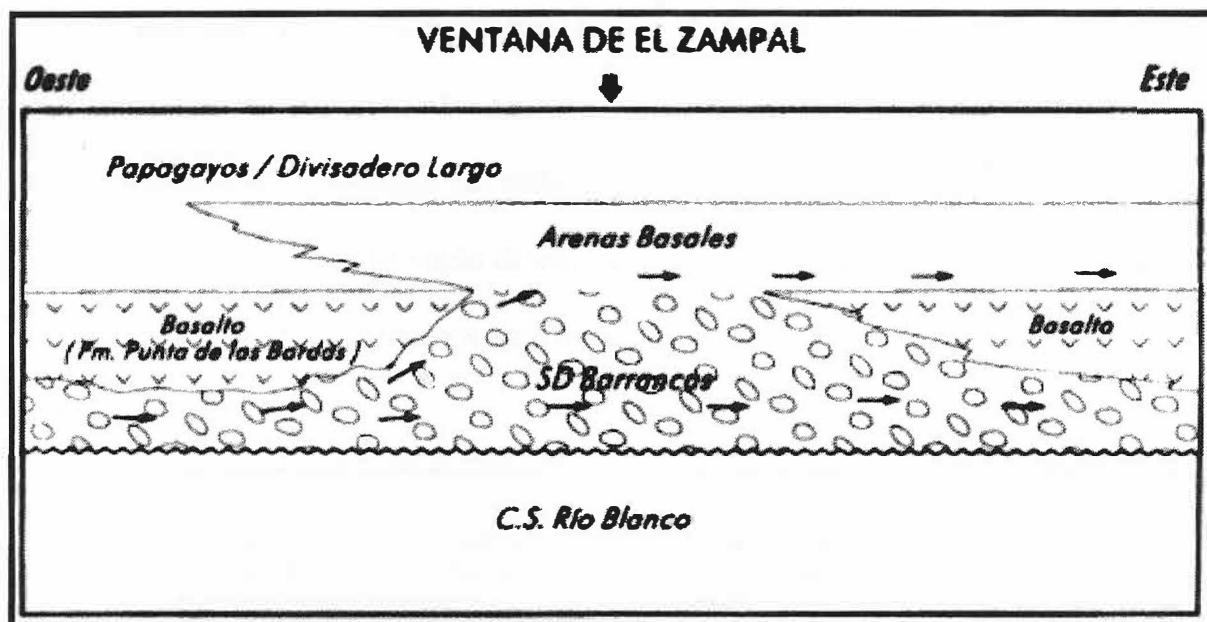 VENTANA DE EL ZAMPAL
Oeste
Este
Papagayos / Divisadero Largo
Arenas Basales
Basalto
( Fm. Punta de las Bardas )
Basalto
SD Barrancas
C.S. Río Blanco